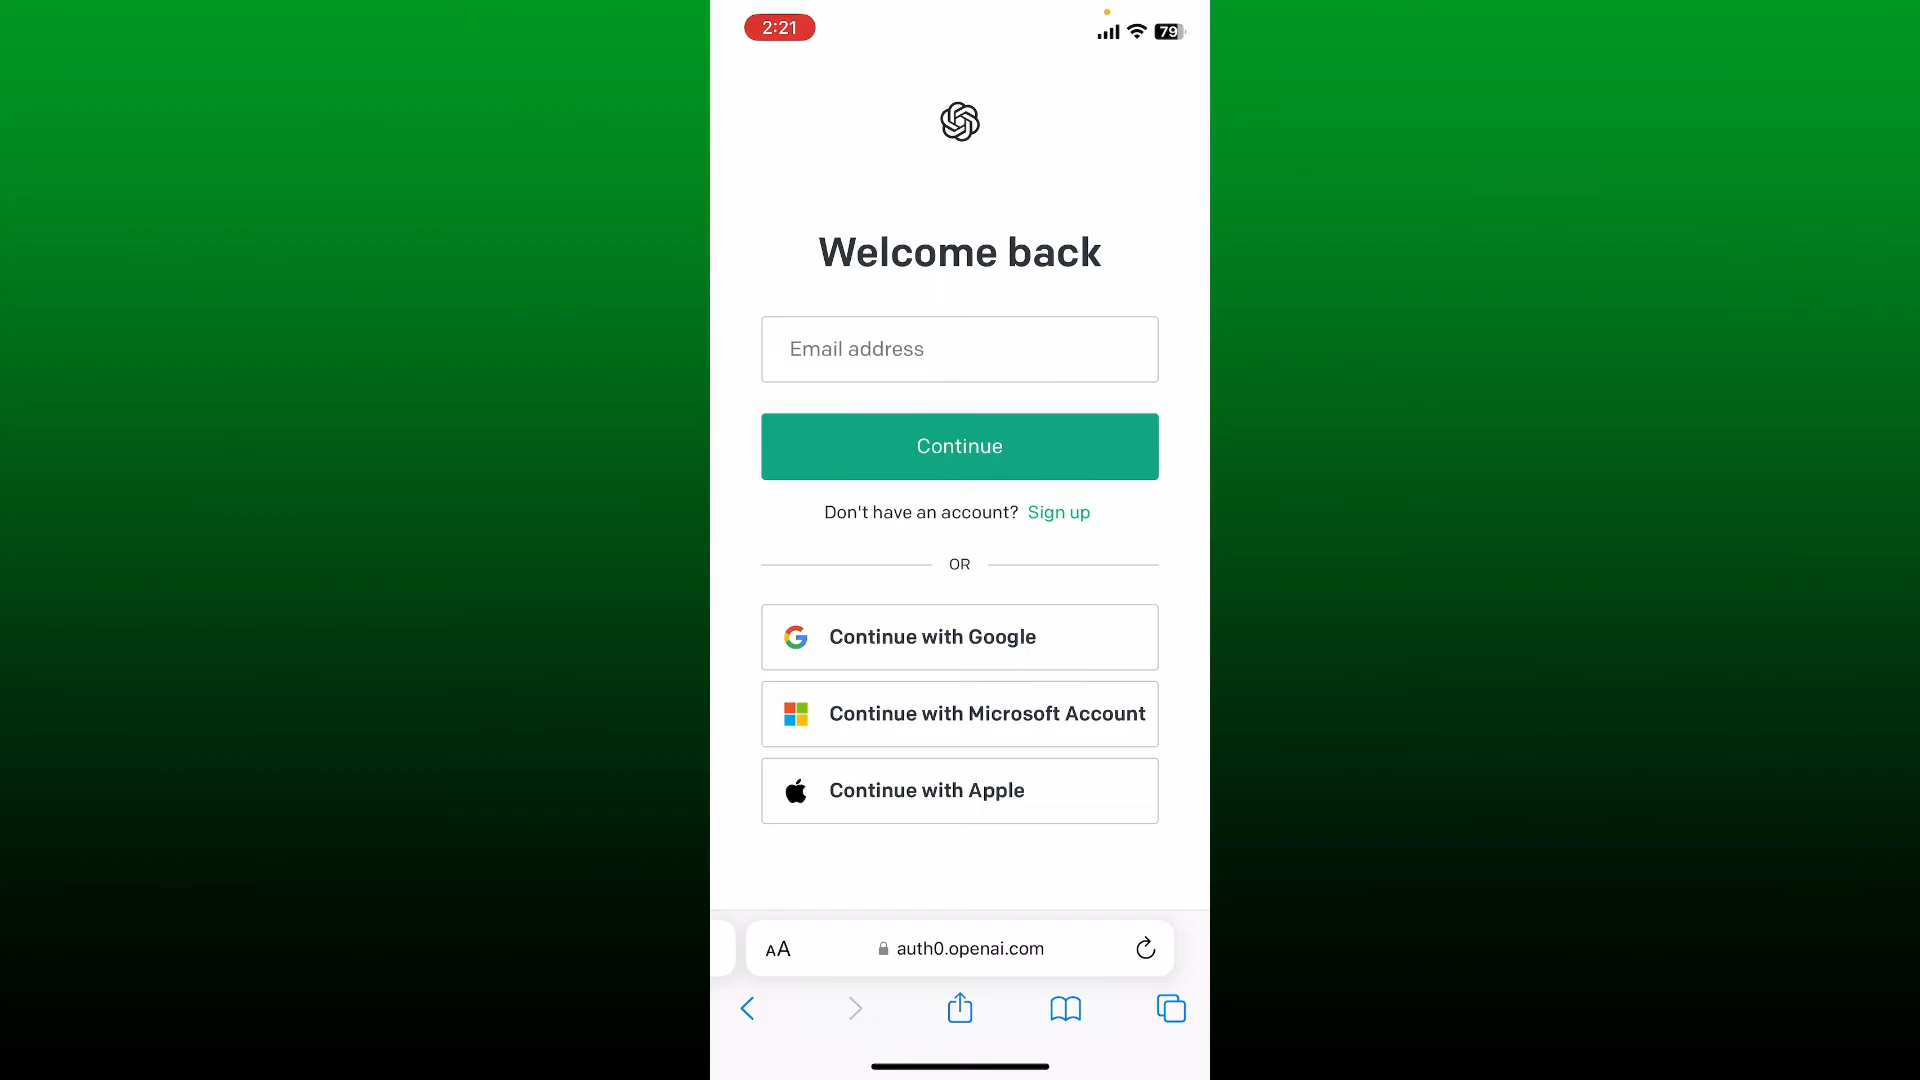 2:21
79
Welcome back
Email address
Continue
Don't have an account? Sign up
OR
Continue with Google
Continue with Microsoft Account
Continue with Apple
AA auth0.openai.com